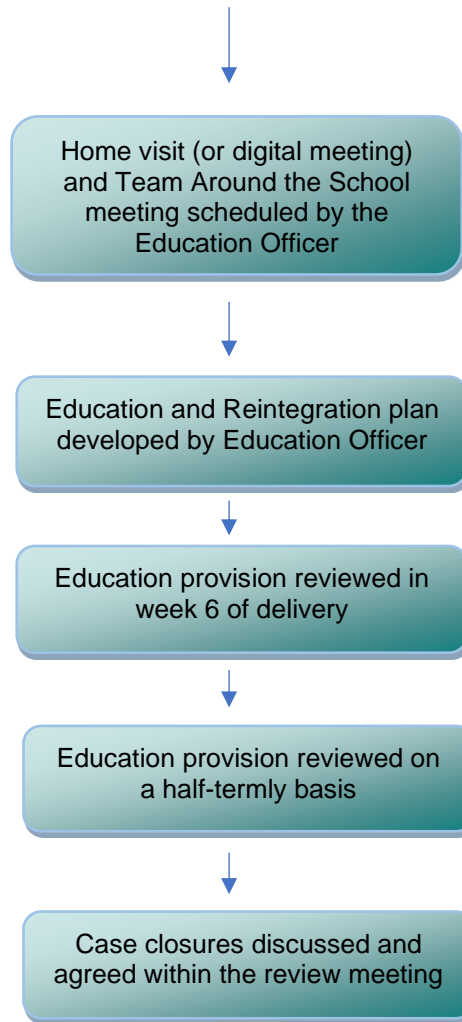 Home visit (or digital meeting)
and Team Around the School
meeting scheduled by the
Education Officer
Education and Reintegration plan
developed by Education Officer
Education provision reviewed in
week 6 of delivery
Education provision reviewed on
a half-termly basis
Case closures discussed and
agreed within the review meeting